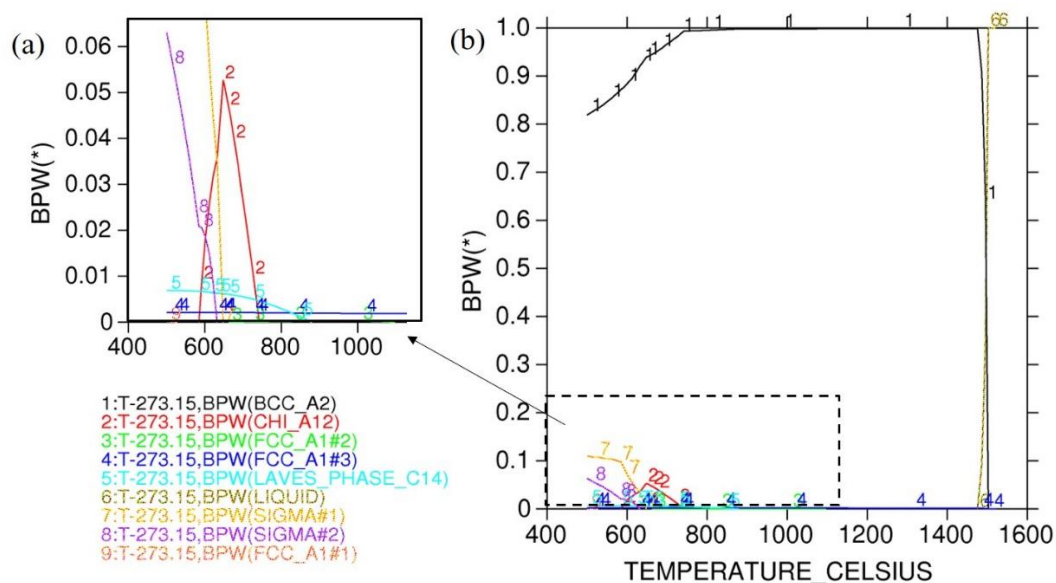 (a)
(b)
BPW(*)
0.06
0.05
0.04
0.03
0.02
0.01
0
400 600 800 1000
BPW(*)
1.0
0.9
0.8
0.7
0.6
0.5
0.4
0.3
0.2
0.1
0
400 600 800 1000 1200 1400 1600
TEMPERATURE_CELSIUS
1:T-273.15,BPW(BCC_A2)
2:T-273.15,BPW(CHI_A12)
3:T-273.15,BPW(FCC_A1#2)
4:T-273.15,BPW(FCC_A1#3)
5:T-273.15,BPW(LAVES_PHASE_C14)
6:T-273.15,BPW(LIQUID)
7:T-273.15,BPW(SIGMA#1)
8:T-273.15,BPW(SIGMA#2)
9:T-273.15,BPW(FCC_A1#1)